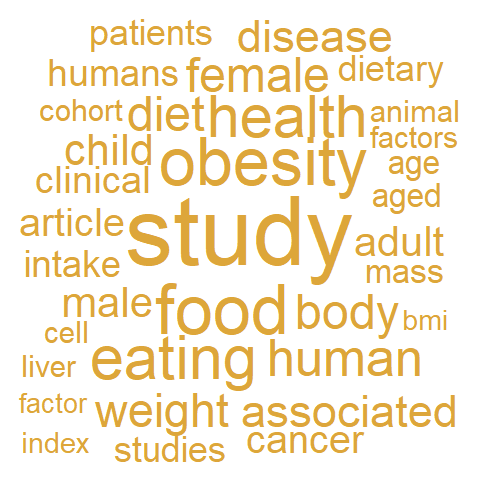 patients disease
humans female dietary
cohort diet health animal
child obesity factors
clinical age
aged
article study adult
intake mass
male food body bmi
cell
liver eating human
factor weight associated
index studies cancer